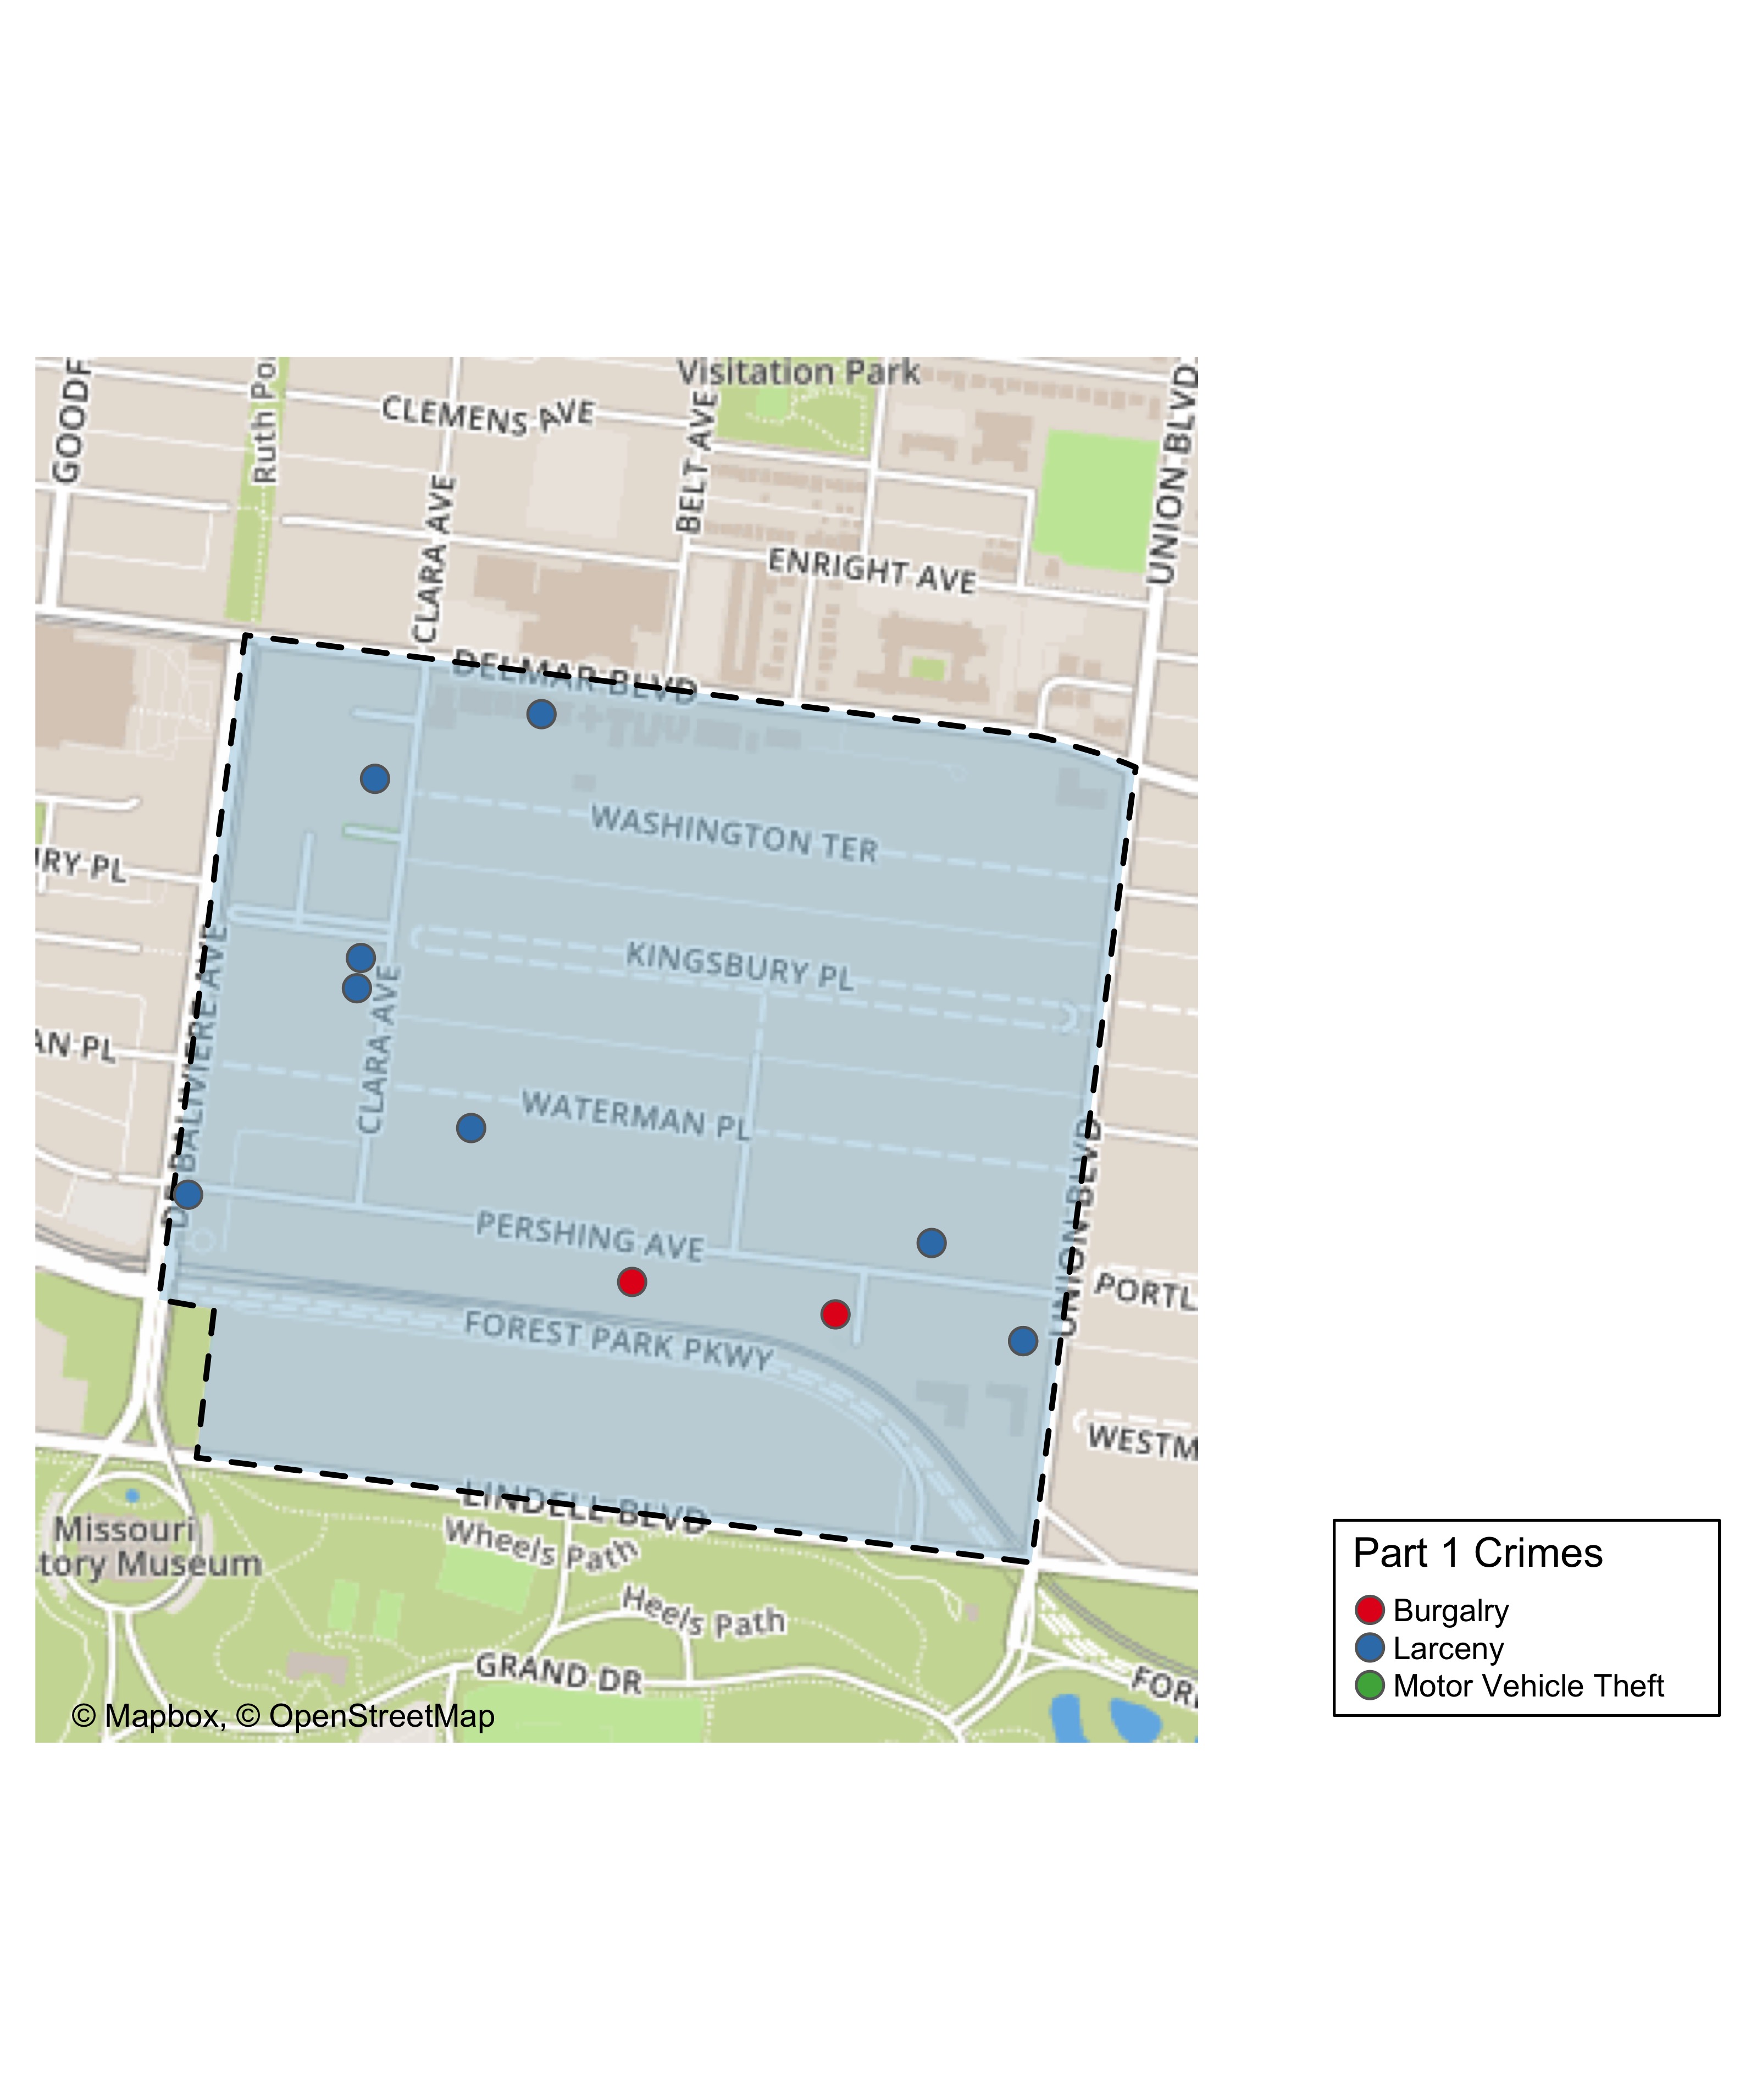 Visitation Park
GOODF
Ruth Po
CLEMENS AVE
BELT AVE
UNION BLVD
CLARA AVE
ENRIGHT AVE
DELMAR BLVD
WASHINGTON TER
IRY PL
KINGSBURY PL
DE BALIVIERE AVE
CLARA AVE
AN PL
WATERMAN PL
UNION BLVD
PERSHING AVE
PORTL
FOREST PARK PKWY
WESTM
LINDELL BLVD
Missouri
tory Museum
Wheels Path
Heels Path
GRAND DR
FOR
© Mapbox, © OpenStreetMap
Part 1 Crimes
Burgalry
Larceny
Motor Vehicle Theft